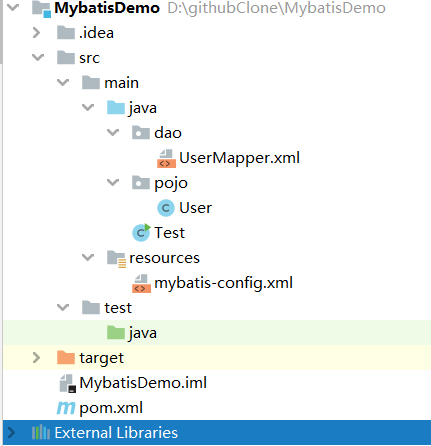 MybatisDemo D:\githubClone\MybatisDemo
.idea
src
main
java
dao
UserMapper.xml
pojo
User
Test
resources
mybatis-config.xml
test
java
target
MybatisDemo.iml
pom.xml
External Libraries